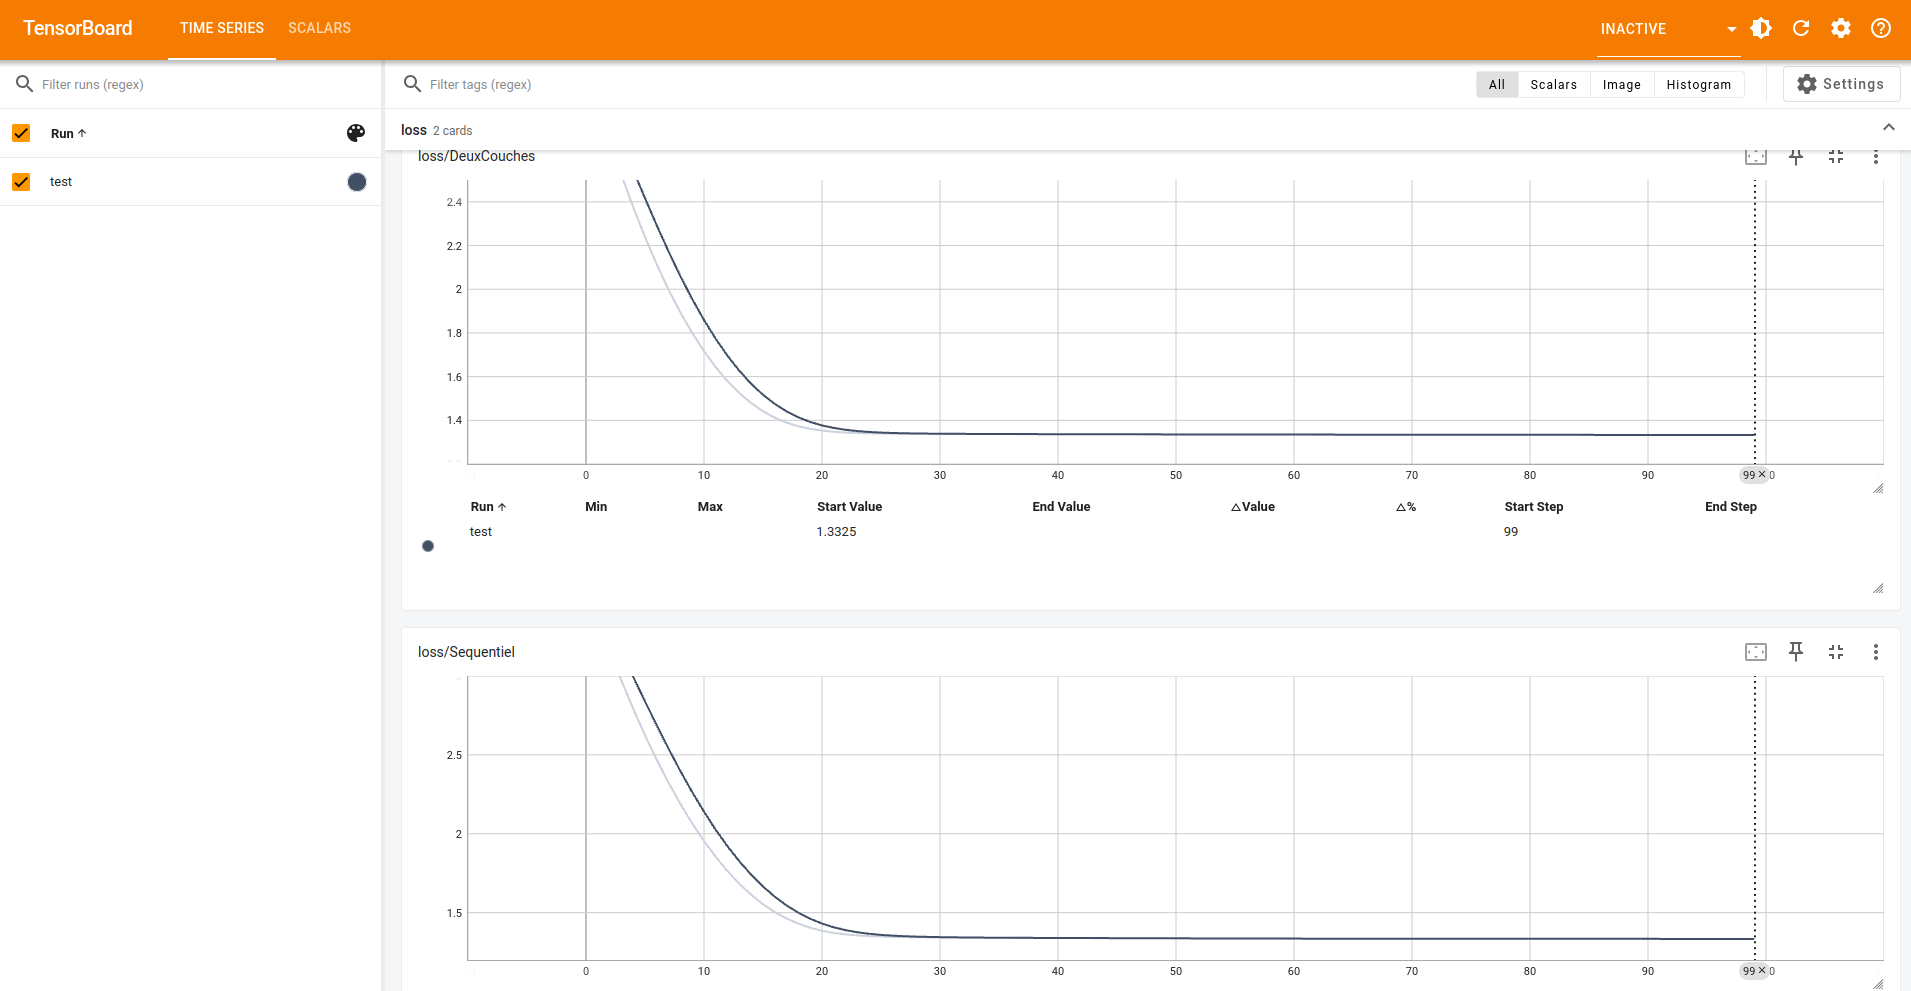 TensorBoard TIME SERIES SCALARS INACTIVE
Filter runs (regex) Filter tags (regex) All Scalars Image Histogram Settings
Run ↑
test
loss 2 cards
loss/DeuxCouches
2.4
2.2
2
1.8
1.6
1.4
0 10 20 30 40 50 60 70 80 90 99 × 0
Run ↑ Min Max Start Value End Value △Value △% Start Step End Step
test 1.3325 99
loss/Sequentiel
2.5
2
1.5
0 10 20 30 40 50 60 70 80 90 99 × 0